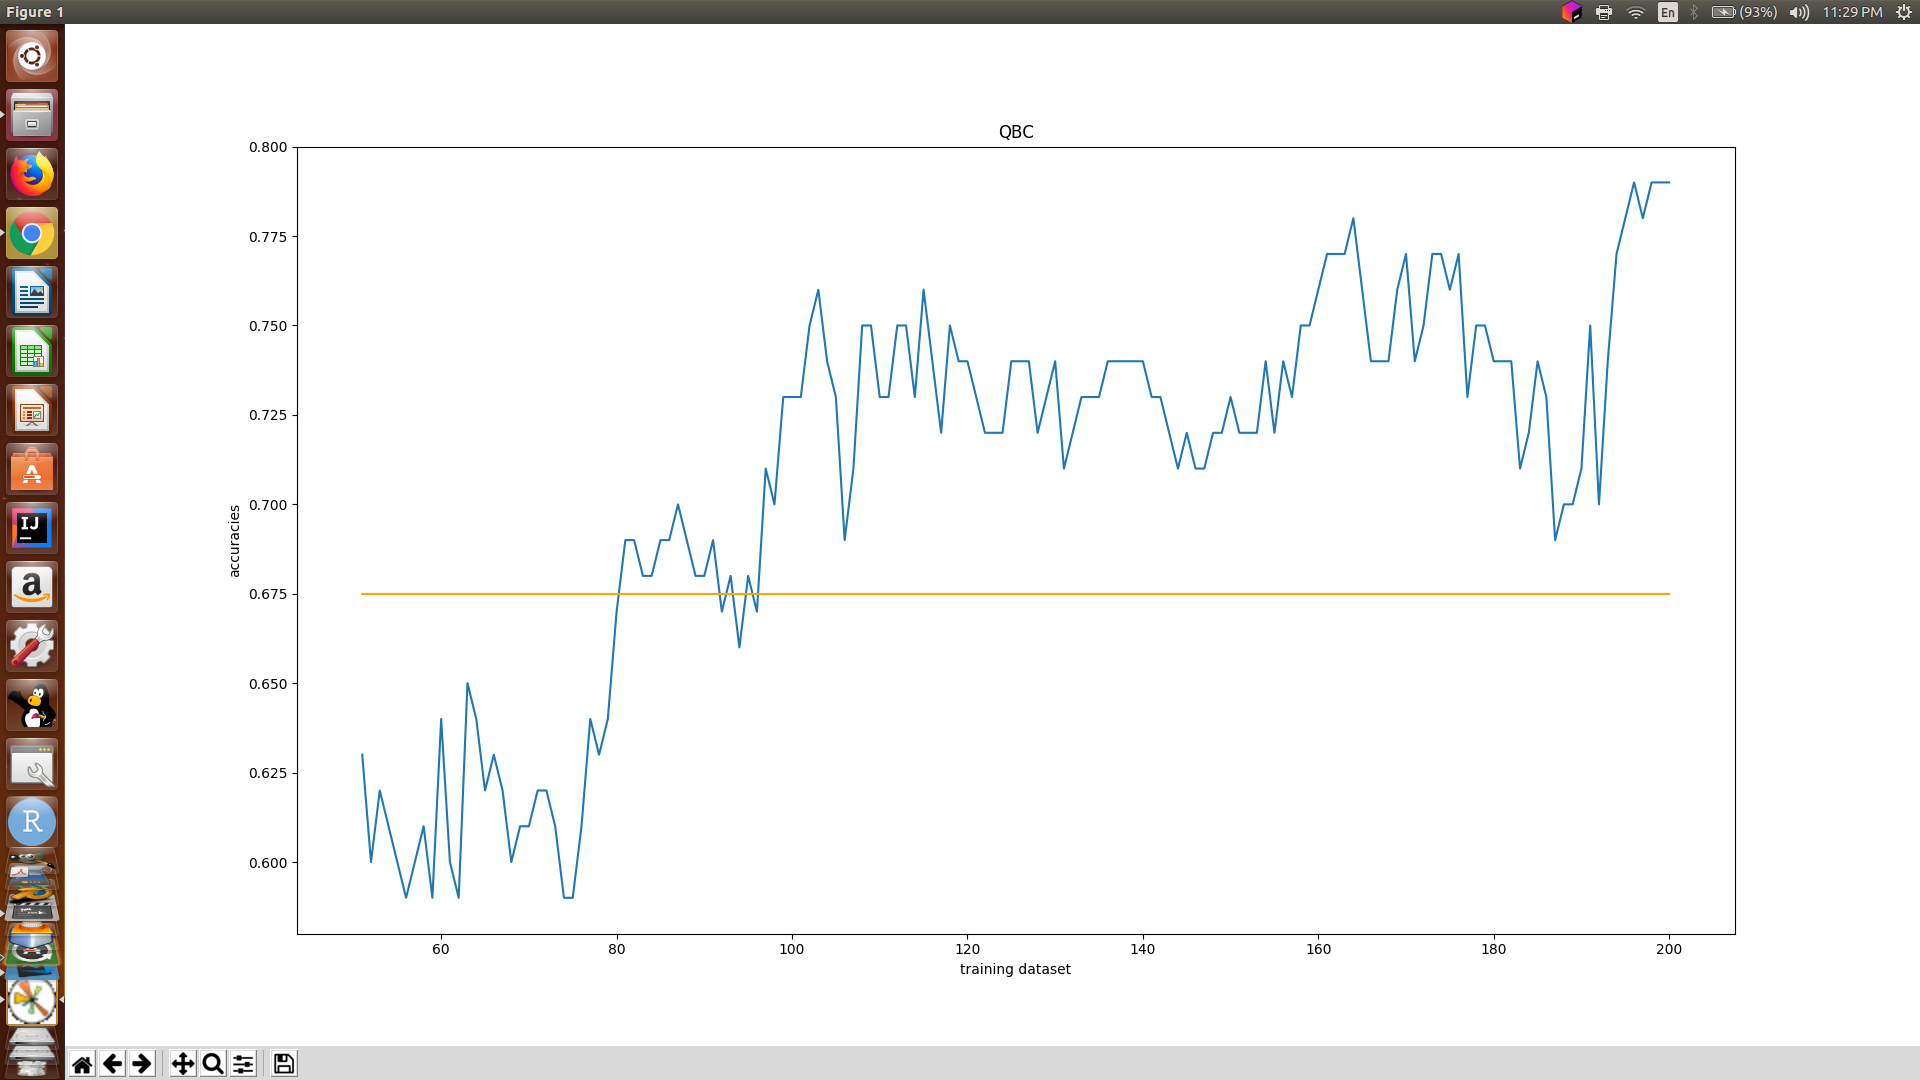 Figure 1
En
(93%)
11:29 PM
QBC
0.800
0.775
0.750
0.725
0.700
0.675
0.650
0.625
0.600
accuracies
60 80 100 120 140 160 180 200
training dataset
A
IJ
a
R